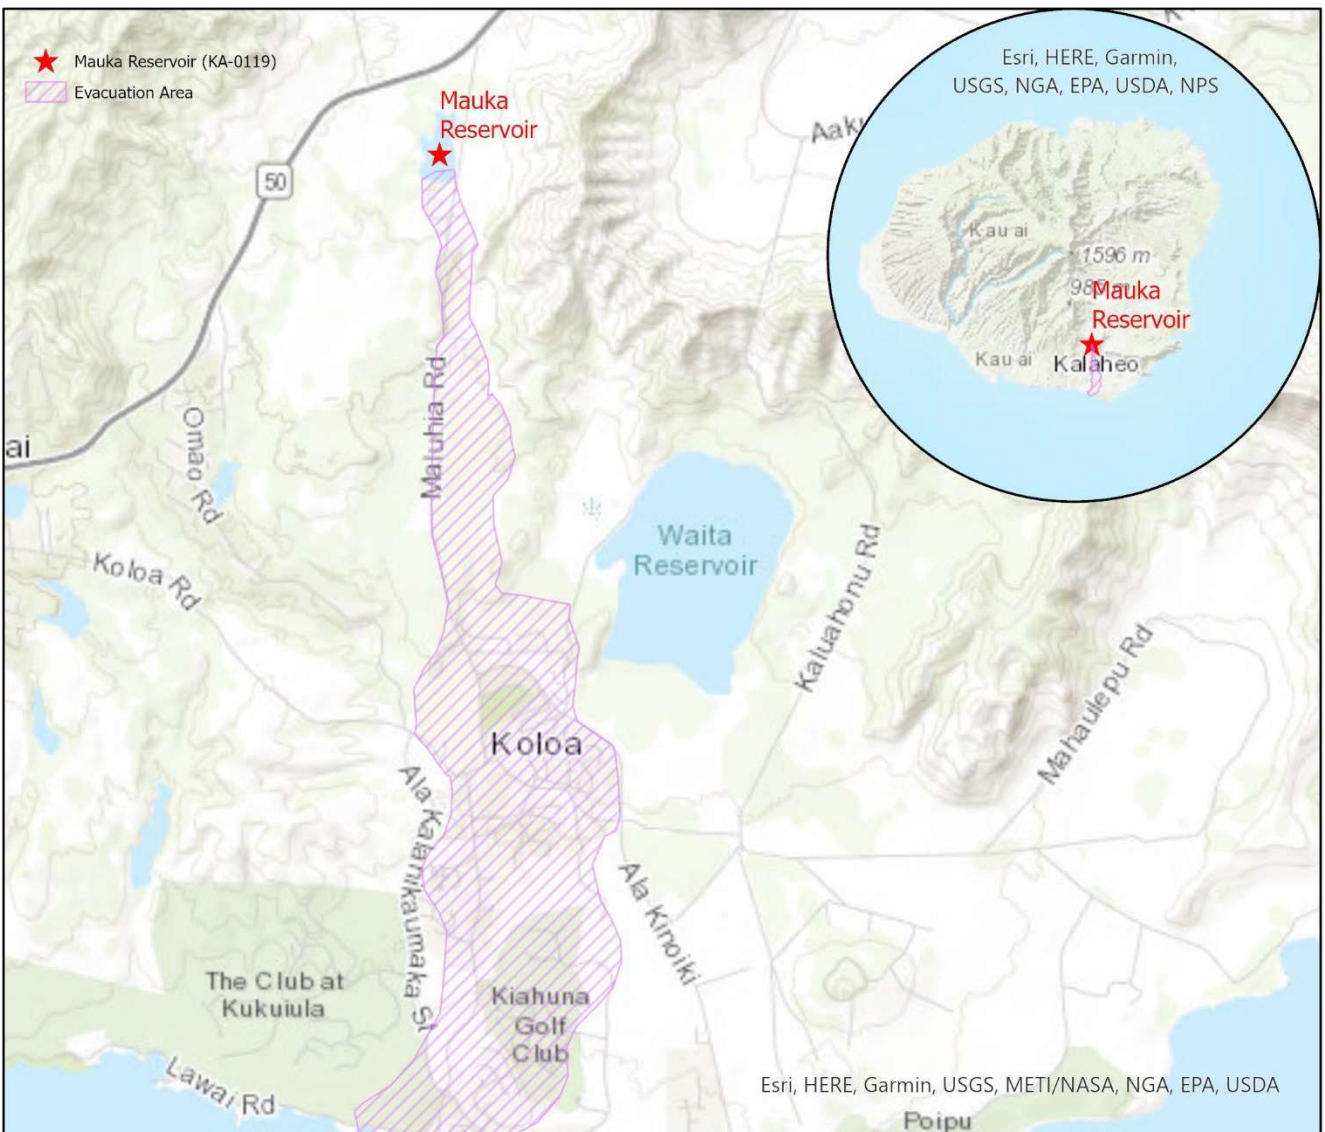 Mauka Reservoir (KA-0119)
Evacuation Area
Mauka
Reservoir
50
Esri, HERE, Garmin,
USGS, NGA, EPA, USDA, NPS
Kauai
1596 m
Mauka
Reservoir
Kauai
Kalaheo
Maluhia Rd
Omao Rd
ai
Koloa Rd
Waita
Reservoir
Kaluahonu Rd
Mahaulepu Rd
Koloa
Ala Kalanikaumaka St
Ala Kinoiki
The Club at
Kukuiula
Kiahuna
Golf
Club
Lawai Rd
Esri, HERE, Garmin, USGS, METI/NASA, NGA, EPA, USDA
Poipu